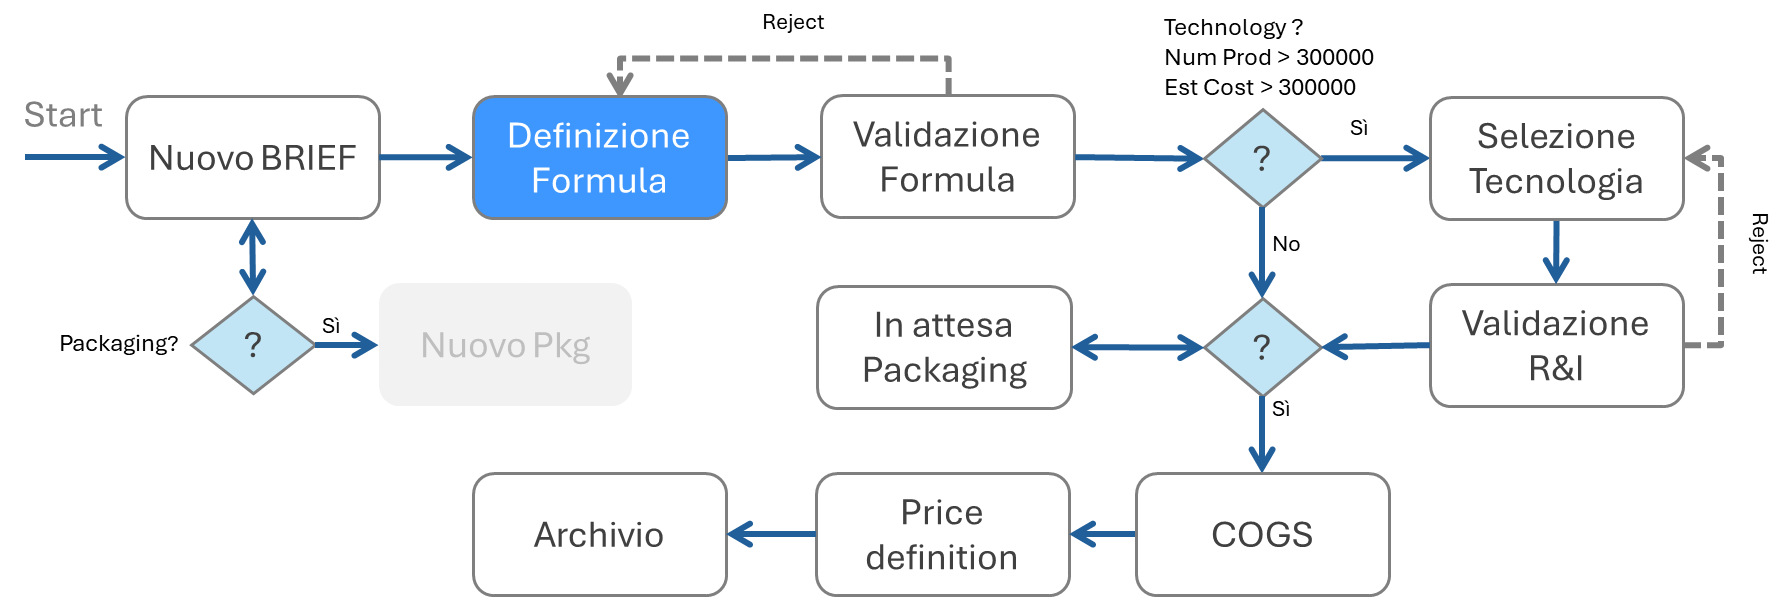 Reject
Technology ?
Num Prod > 300000
Est Cost > 300000
Start
Nuovo BRIEF
Definizione
Formula
Validazione
Formula
?
Sì
Selezione
Tecnologia
Reject
No
Packaging?
?
Sì
Nuovo Pkg
In attesa
Packaging
?
Validazione
R&I
Sì
Archivio
Price
definition
COGS